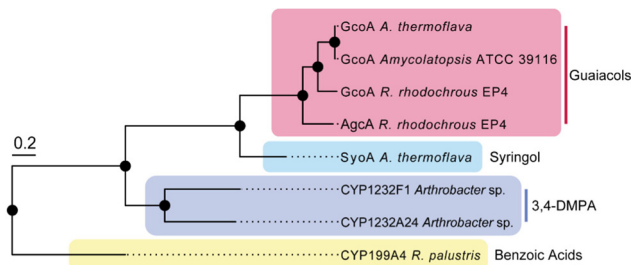 GcoA A. thermoflava
GcoA Amycolatopsis ATCC 39116
Guaiacols
GcoA R. rhodochrous EP4
AgcA R. rhodochrous EP4
0.2
SyoA A. thermoflava Syringol
CYP1232F1 Arthrobacter sp.
3,4-DMPA
CYP1232A24 Arthrobacter sp.
CYP199A4 R. palustris Benzoic Acids